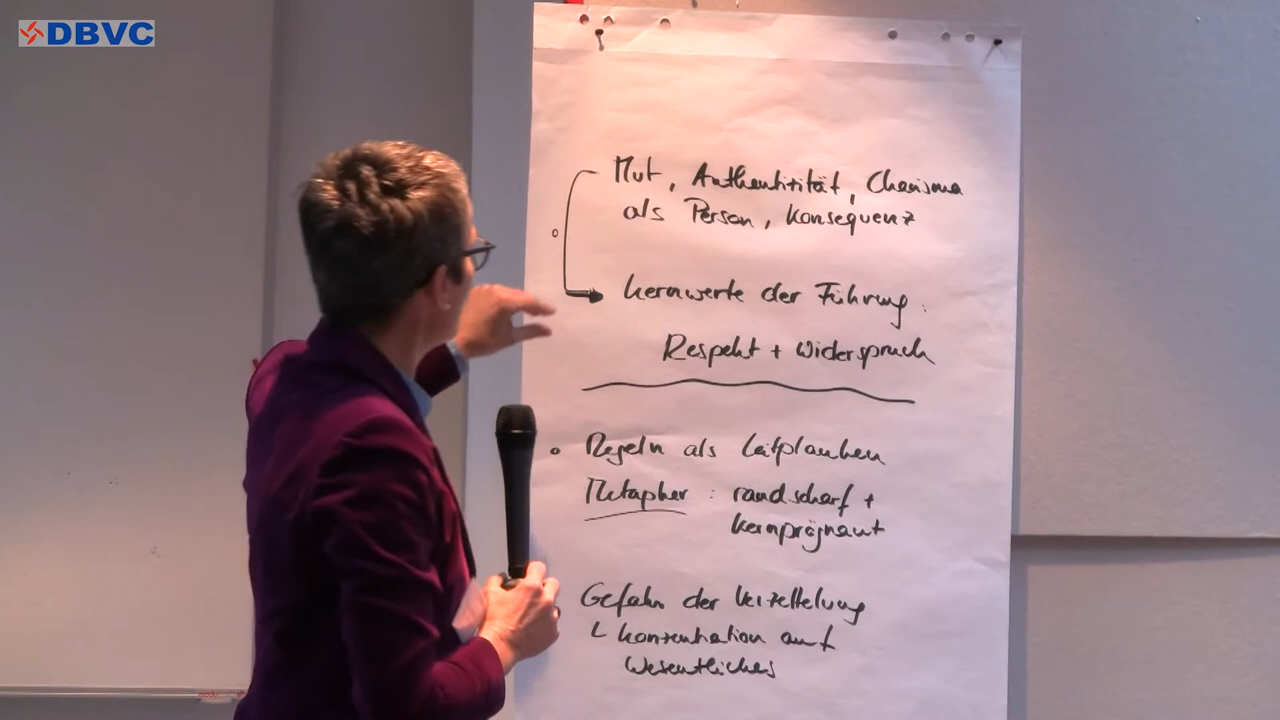 DBVC
Mut, Authentizität, Charisma
als Person, Konsequenz
Kernwerte der Führung:
Respekt + Widerspruch
Regeln als Leitplanken
Metapher: randscharf +
kernprägnant
Gefahr der Verzettelung
Konzentration auf
Wesentliches